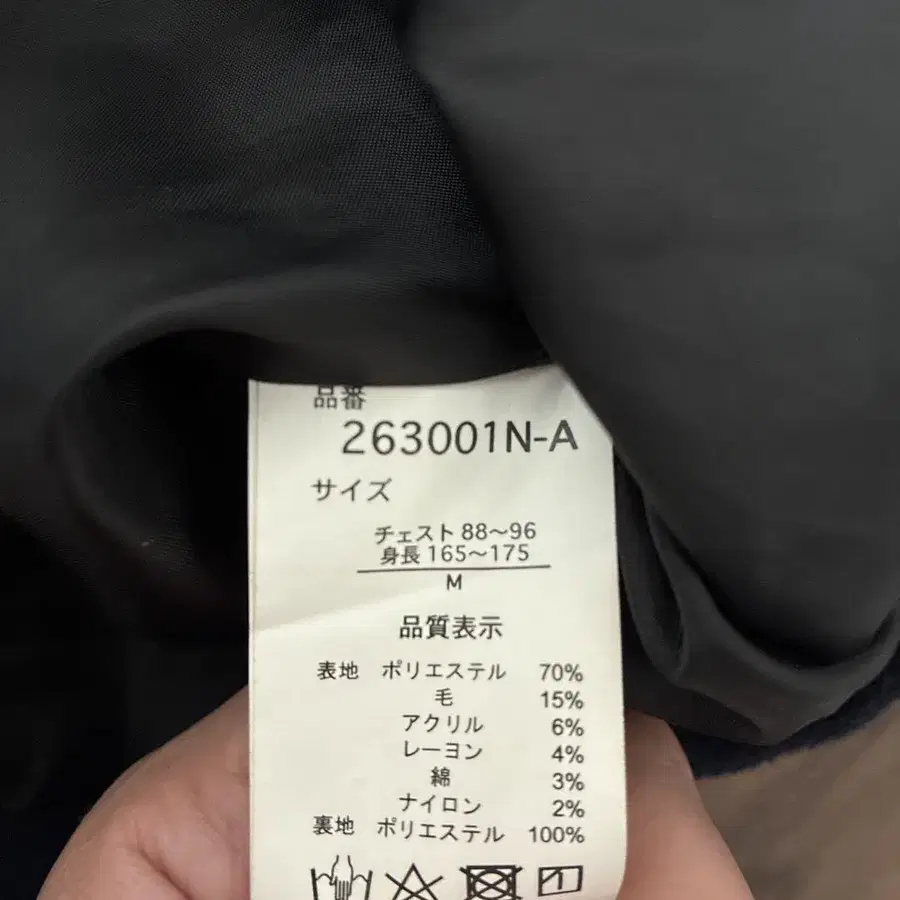 品番
263001N-A
サイズ
チェスト 88～96
身長 165～175
M
品質表示
表地 ポリエステル 70%
毛 15%
アクリル 6%
レーヨン 4%
綿 3%
ナイロン 2%
裏地 ポリエステル 100%